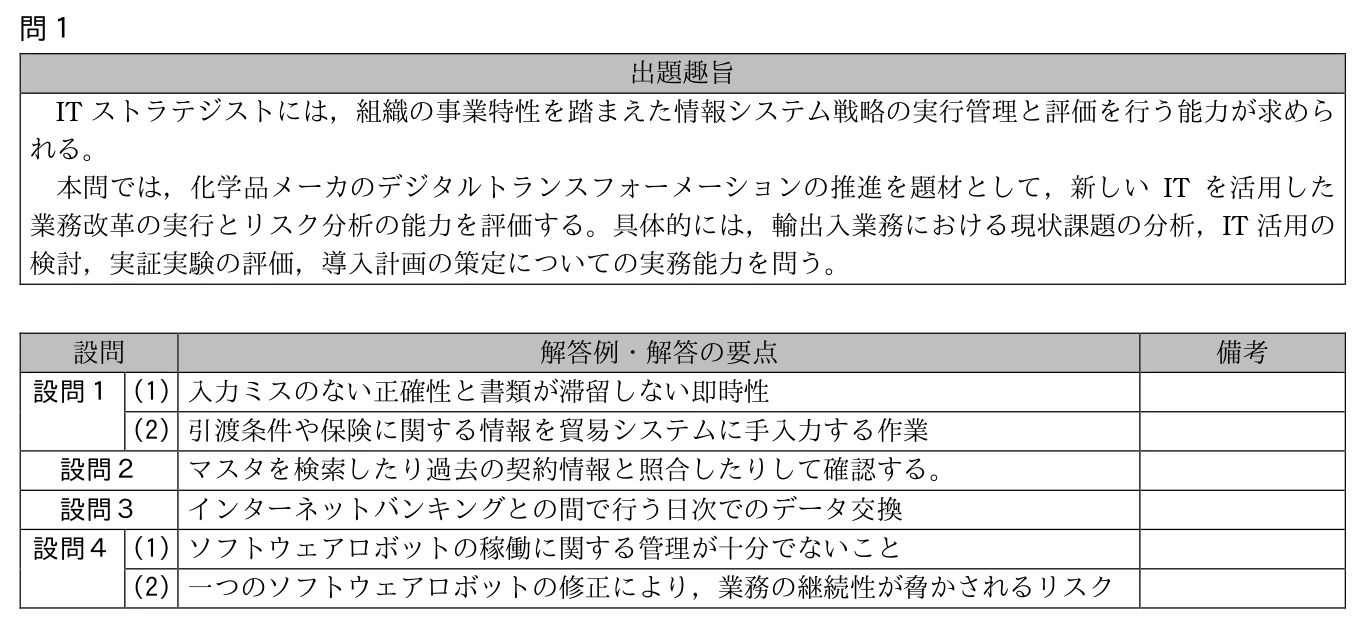 問1
出題趣旨
IT ストラテジストには，組織の事業特性を踏まえた情報システム戦略の実行管理と評価を行う能力が求めら
れる。
本問では，化学品メーカのデジタルトランスフォーメーションの推進を題材として，新しい IT を活用した
業務改革の実行とリスク分析の能力を評価する。具体的には，輸出入業務における現状課題の分析，IT 活用の
検討，実証実験の評価，導入計画の策定についての実務能力を問う。
設問 解答例・解答の要点 備考
設問1 (1) 入力ミスのない正確性と書類が滞留しない即時性
(2) 引渡条件や保険に関する情報を貿易システムに手入力する作業
設問2 マスタを検索したり過去の契約情報と照合したりして確認する。
設問3 インターネットバンキングとの間で行う日次でのデータ交換
設問4 (1) ソフトウェアロボットの稼働に関する管理が十分でないこと
(2) 一つのソフトウェアロボットの修正により，業務の継続性が脅かされるリスク